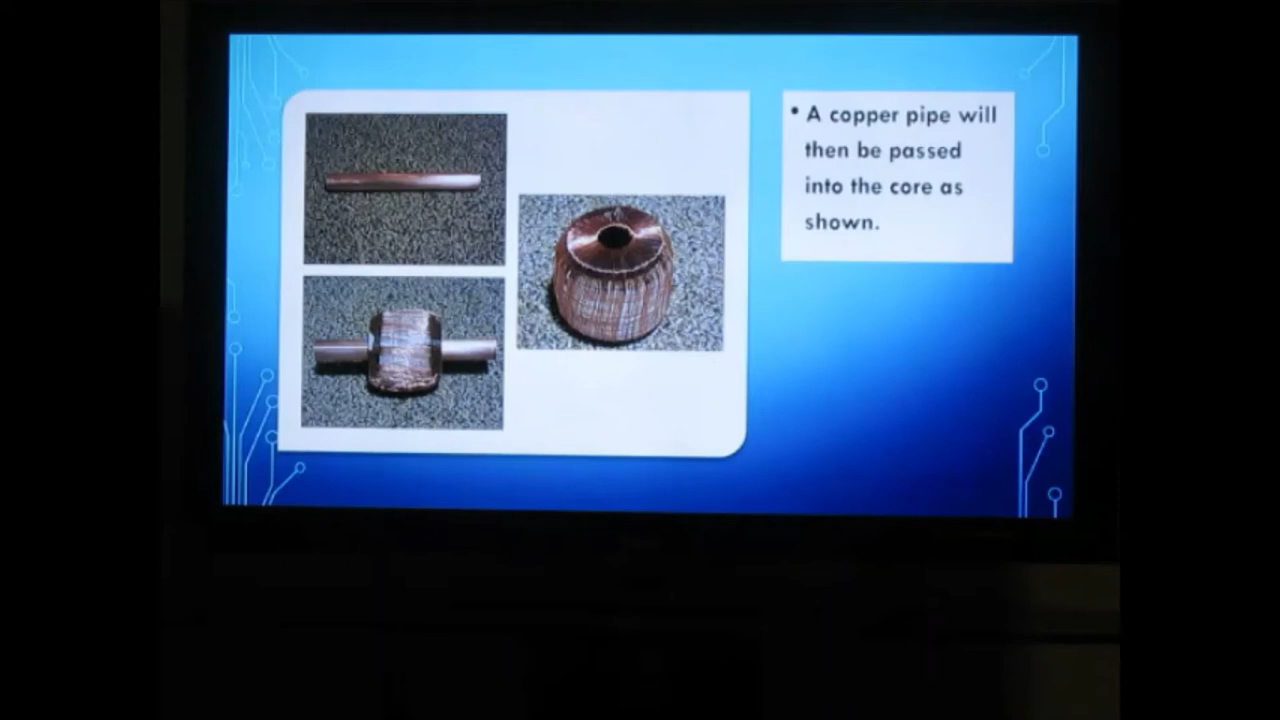 • A copper pipe will
then be passed
into the core as
shown.